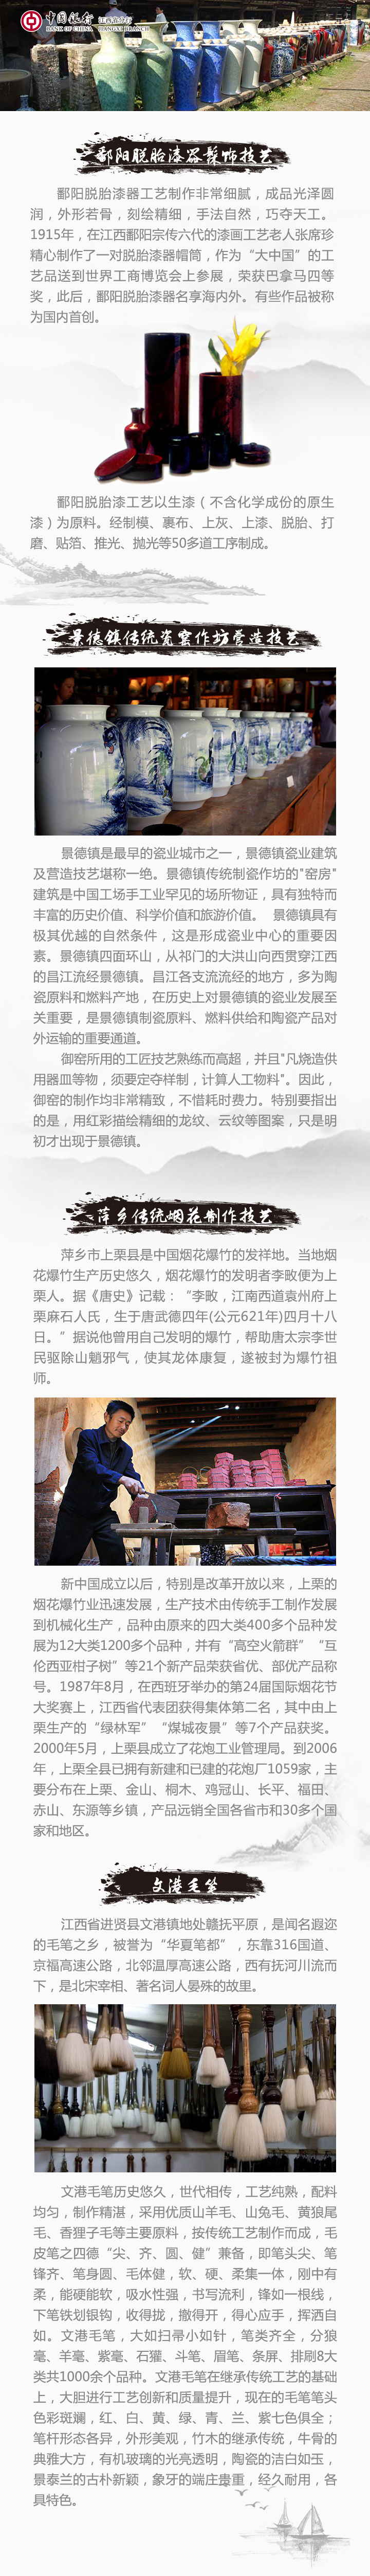 中国银行 江西省分行
BANK OF CHINA JIANGXI BRANCH
鄱阳脱胎漆器髹饰技艺
鄱阳脱胎漆器工艺制作非常细腻，成品光泽圆
润，外形若骨，刻绘精细，手法自然，巧夺天工。
1915年，在江西鄱阳宗传六代的漆画工艺老人张席珍
精心制作了一对脱胎漆器帽筒，作为“大中国”的工
艺品送到世界工商博览会上参展，荣获巴拿马四等
奖，此后，鄱阳脱胎漆器名享海内外。有些作品被称
为国内首创。
鄱阳脱胎漆工艺以生漆（不含化学成份的原生
漆）为原料。经制模、裹布、上灰、上漆、脱胎、打
磨、贴箔、推光、抛光等50多道工序制成。
景德镇传统瓷窑作坊营造技艺
景德镇是最早的瓷业城市之一，景德镇瓷业建筑
及营造技艺堪称一绝。景德镇传统制瓷作坊的"窑房"
建筑是中国工场手工业罕见的场所物证，具有独特而
丰富的历史价值、科学价值和旅游价值。 景德镇具有
极其优越的自然条件，这是形成瓷业中心的重要因
素。景德镇四面环山，从祁门的大洪山向西贯穿江西
的昌江流经景德镇。昌江各支流流经的地方，多为陶
瓷原料和燃料产地，在历史上对景德镇的瓷业发展至
关重要，是景德镇制瓷原料、燃料供给和陶瓷产品对
外运输的重要通道。
御窑所用的工匠技艺熟练而高超，并且"凡烧造供
用器皿等物，须要定夺样制，计算人工物料"。因此，
御窑的制作均非常精致，不惜耗时费力。特别要指出
的是，用红彩描绘精细的龙纹、云纹等图案，只是明
初才出现于景德镇。
萍乡传统烟花制作技艺
萍乡市上栗县是中国烟花爆竹的发祥地。当地烟
花爆竹生产历史悠久，烟花爆竹的发明者李畋便为上
栗人。据《唐史》记载：“李畋，江南西道袁州府上
栗麻石人氏，生于唐武德四年(公元621年)四月十八
日。”据说他曾用自己发明的爆竹，帮助唐太宗李世
民驱除山魈邪气，使其龙体康复，遂被封为爆竹祖
师。
新中国成立以后，特别是改革开放以来，上栗的
烟花爆竹业迅速发展，生产技术由传统手工制作发展
到机械化生产，品种由原来的四大类400多个品种发
展为12大类1200多个品种，并有“高空火箭群”“互
伦西亚柑子树”等21个新产品荣获省优、部优产品称
号。1987年8月，在西班牙举办的第24届国际烟花节
大奖赛上，江西省代表团获得集体第二名，其中由上
栗生产的“绿林军”“煤城夜景”等7个产品获奖。
2000年5月，上栗县成立了花炮工业管理局。到2006
年，上栗全县已拥有新建和已建的花炮厂1059家，主
要分布在上栗、金山、桐木、鸡冠山、长平、福田、
赤山、东源等乡镇，产品远销全国各省市和30多个国
家和地区。
文港毛笔
江西省进贤县文港镇地处赣抚平原，是闻名遐迩
的毛笔之乡，被誉为“华夏笔都”，东靠316国道、
京福高速公路，北邻温厚高速公路，西有抚河川流而
下，是北宋宰相、著名词人晏殊的故里。
文港毛笔历史悠久，世代相传，工艺纯熟，配料
均匀，制作精湛，采用优质山羊毛、山兔毛、黄狼尾
毛、香狸子毛等主要原料，按传统工艺制作而成，毛
皮笔之四德“尖、齐、圆、健”兼备，即笔头尖、笔
锋齐、笔身圆、毛体健，软、硬、柔集一体，刚中有
柔，能硬能软，吸水性强，书写流利，锋如一根线，
下笔铁划银钩，收得拢，撤得开，得心应手，挥洒自
如。文港毛笔，大如扫帚小如针，笔类齐全，分狼
毫、羊毫、紫毫、石獾、斗笔、眉笔、条屏、排刷8大
类共1000余个品种。文港毛笔在继承传统工艺的基础
上，大胆进行工艺创新和质量提升，现在的毛笔笔头
色彩斑斓，红、白、黄、绿、青、兰、紫七色俱全；
笔杆形态各异，外形美观，竹木的继承传统，牛骨的
典雅大方，有机玻璃的光亮透明，陶瓷的洁白如玉，
景泰兰的古朴新颖，象牙的端庄贵重，经久耐用，各
具特色。